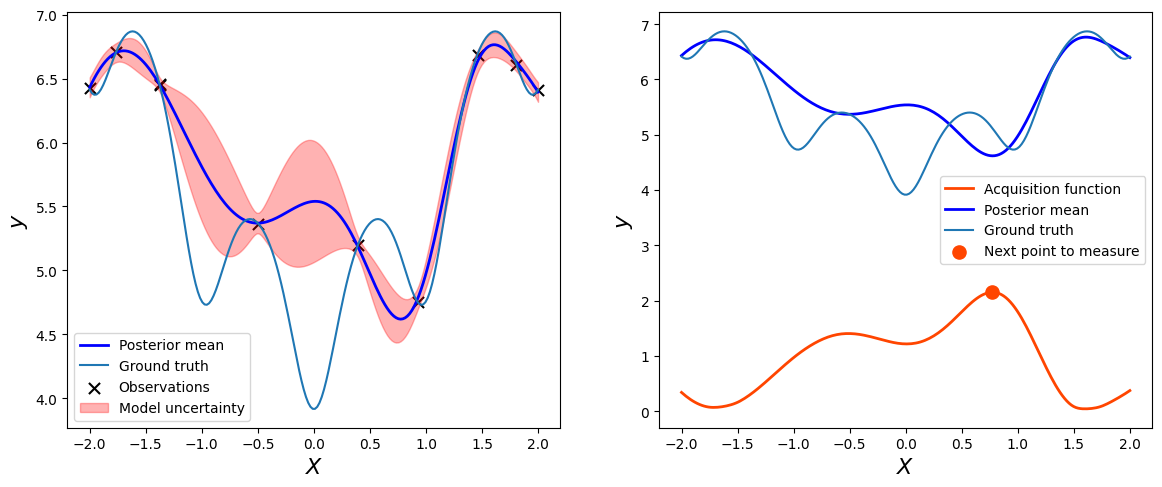 7.0
6.5
6.0
5.5
5.0
4.5
4.0
y
Posterior mean
Ground truth
Observations
Model uncertainty
−2.0 −1.5 −1.0 −0.5 0.0 0.5 1.0 1.5 2.0
X
7
6
5
4
3
2
1
0
y
Acquisition function
Posterior mean
Ground truth
Next point to measure
−2.0 −1.5 −1.0 −0.5 0.0 0.5 1.0 1.5 2.0
X